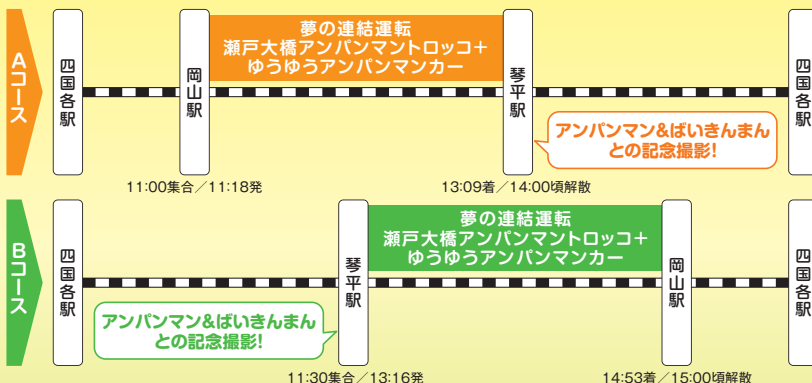 Aコース
四国各駅
岡山駅
夢の連結運転
瀬戸大橋アンパンマントロッコ+
ゆうゆうアンパンマンカー
琴平駅
四国各駅
アンパンマン&ばいきんまん
との記念撮影!
11:00集合/11:18発
13:09着/14:00頃解散
Bコース
四国各駅
琴平駅
夢の連結運転
瀬戸大橋アンパンマントロッコ+
ゆうゆうアンパンマンカー
岡山駅
四国各駅
アンパンマン&ばいきんまん
との記念撮影!
11:30集合/13:16発
14:53着/15:00頃解散